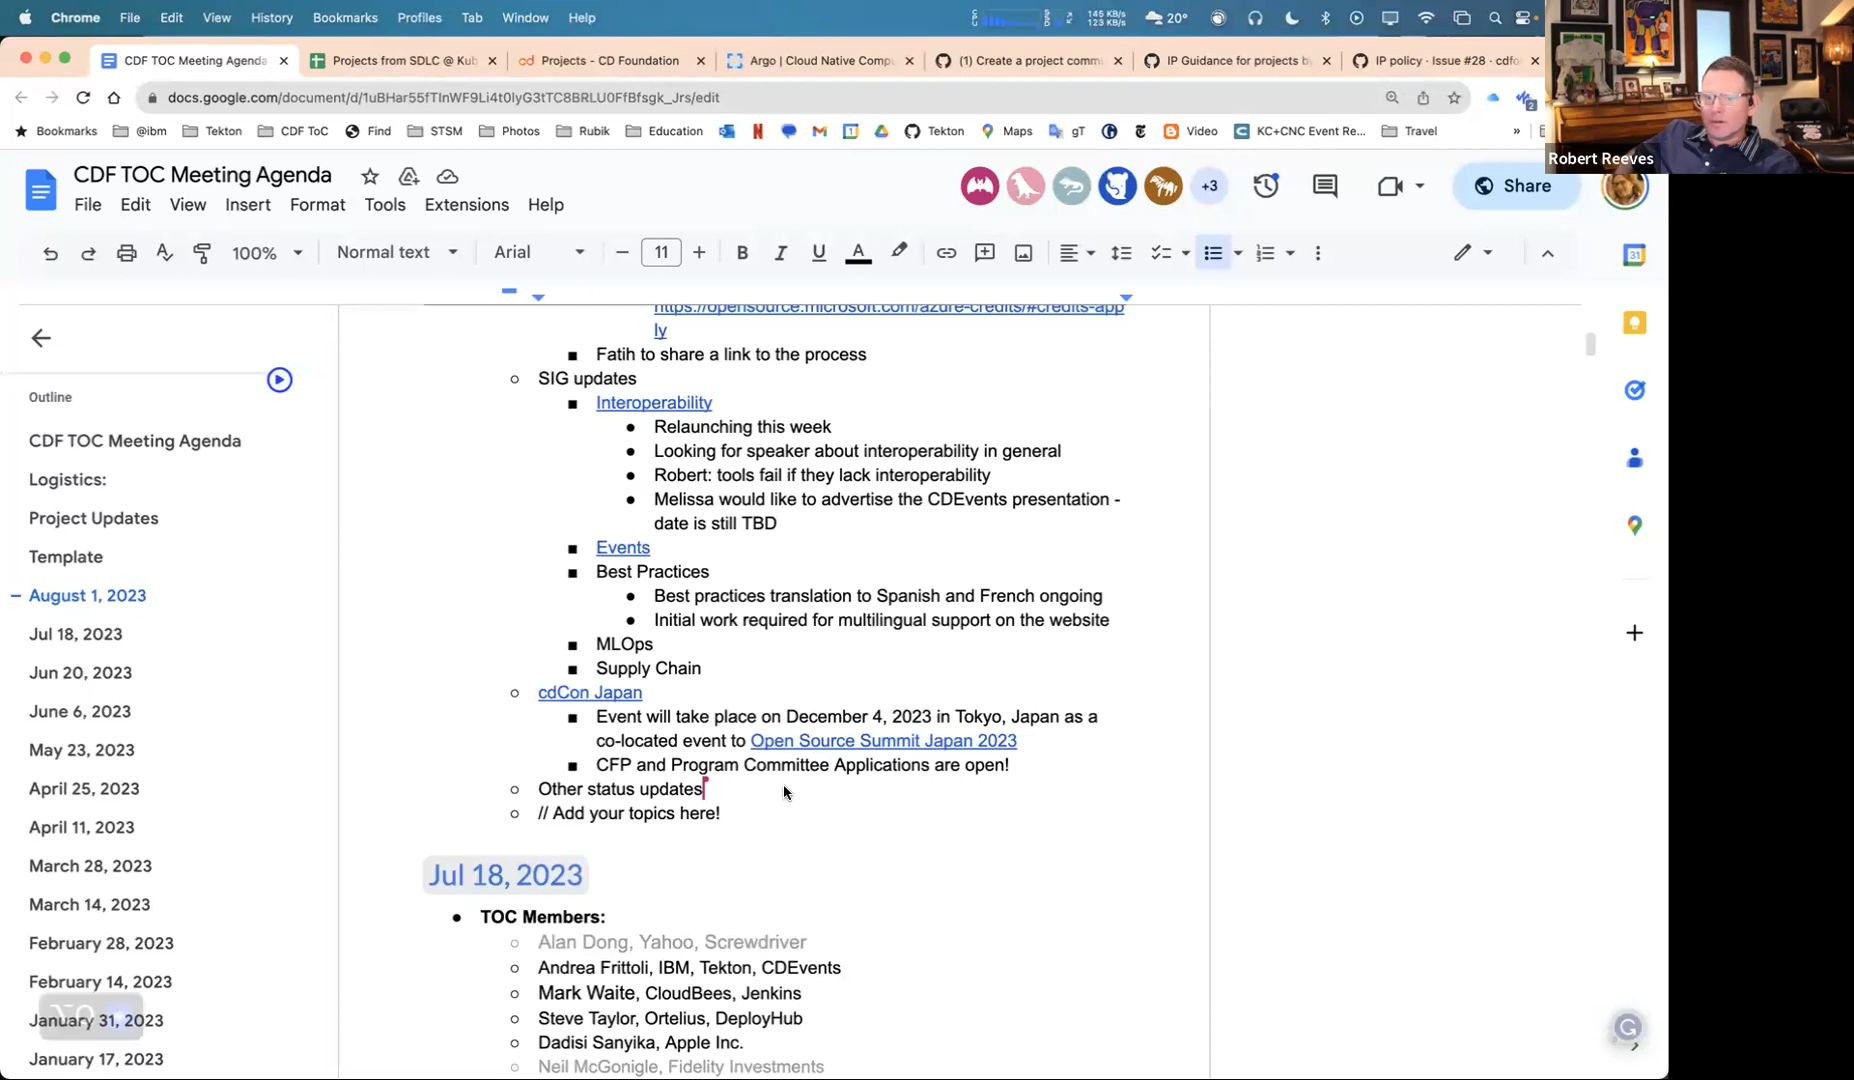 Chrome File Edit View History Bookmarks Profiles Tab Window Help 145 KB/s 123 KB/s 20°
CDF TOC Meeting Agenda Projects from SDLC @ Kub Projects - CD Foundation Argo | Cloud Native Compu (1) Create a project commu IP Guidance for projects by IP policy · Issue #28 · cdfo
docs.google.com/document/d/1uBHar55fTInWF9Li4t0lyG3tTC8BRLU0FfBfsgk_Jrs/edit
Bookmarks @ibm Tekton CDF ToC Find STSM Photos Rubik Education Tekton Maps gT Video KC+CNC Event Re... Travel
Robert Reeves
CDF TOC Meeting Agenda
+3 Share
File Edit View Insert Format Tools Extensions Help
100% Normal text Arial 11
Outline
CDF TOC Meeting Agenda
Logistics:
Project Updates
Template
August 1, 2023
Jul 18, 2023
Jun 20, 2023
June 6, 2023
May 23, 2023
April 25, 2023
April 11, 2023
March 28, 2023
March 14, 2023
February 28, 2023
February 14, 2023
January 31, 2023
January 17, 2023
https://opensource.microsoft.com/azure-credits/#credits-app
ly
Fatih to share a link to the process
SIG updates
Interoperability
Relaunching this week
Looking for speaker about interoperability in general
Robert: tools fail if they lack interoperability
Melissa would like to advertise the CDEvents presentation -
date is still TBD
Events
Best Practices
Best practices translation to Spanish and French ongoing
Initial work required for multilingual support on the website
MLOps
Supply Chain
cdCon Japan
Event will take place on December 4, 2023 in Tokyo, Japan as a
co-located event to Open Source Summit Japan 2023
CFP and Program Committee Applications are open!
Other status updates
// Add your topics here!
Jul 18, 2023
TOC Members:
Alan Dong, Yahoo, Screwdriver
Andrea Frittoli, IBM, Tekton, CDEvents
Mark Waite, CloudBees, Jenkins
Steve Taylor, Ortelius, DeployHub
Dadisi Sanyika, Apple Inc.
Neil McGonigle, Fidelity Investments